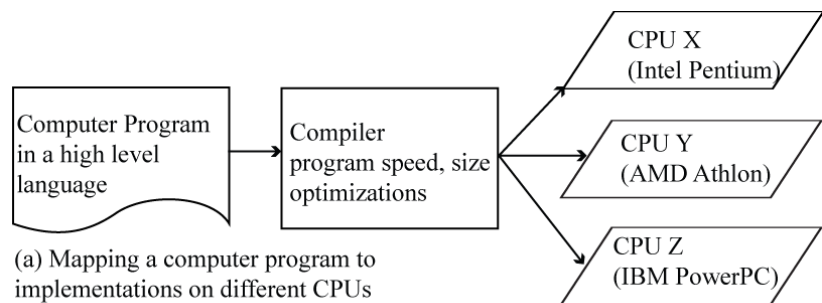 Computer Program
in a high level
language
Compiler
program speed, size
optimizations
CPU X
(Intel Pentium)
CPU Y
(AMD Athlon)
CPU Z
(IBM PowerPC)
(a) Mapping a computer program to
implementations on different CPUs